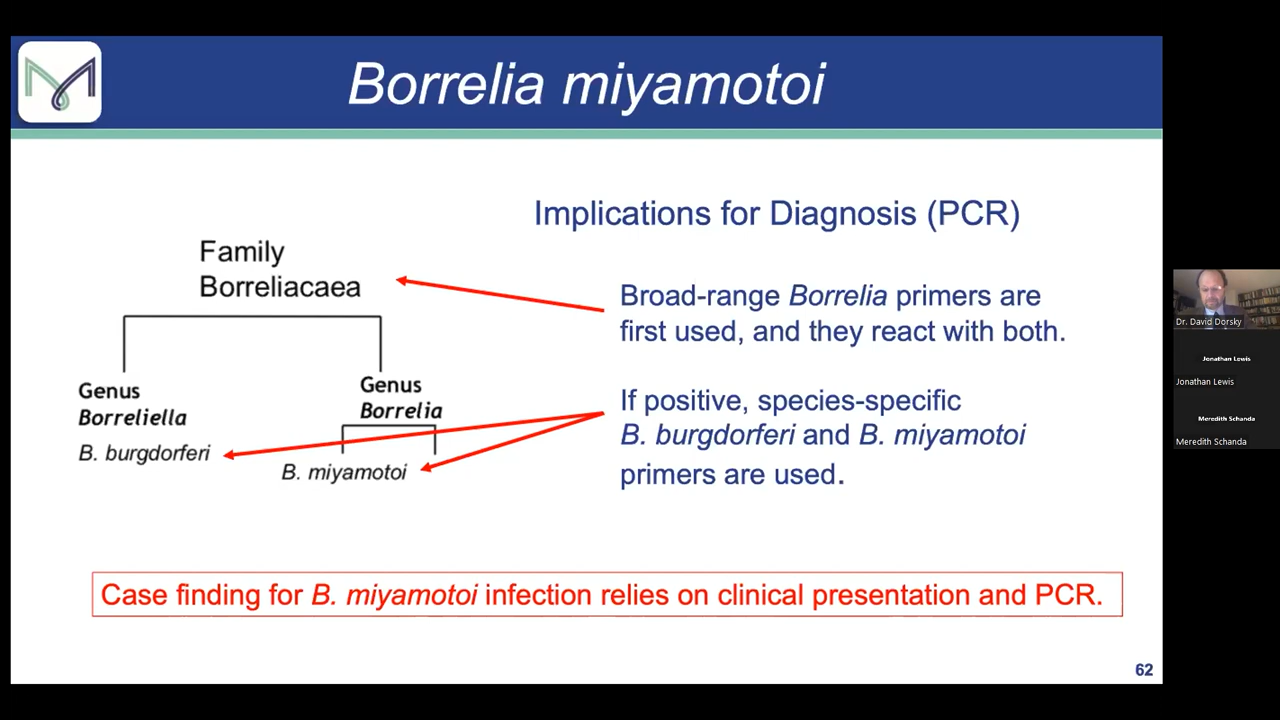 Borrelia miyamotoi
Implications for Diagnosis (PCR)
Family
Borreliacaea
Broad-range Borrelia primers are
first used, and they react with both.
Genus
Borreliella
B. burgdorferi
Genus
Borrelia
B. miyamotoi
If positive, species-specific
B. burgdorferi and B. miyamotoi
primers are used.
Case finding for B. miyamotoi infection relies on clinical presentation and PCR.
62
Dr. David Dorsky
Jonathan Lewis
Jonathan Lewis
Meredith Schanda
Meredith Schanda